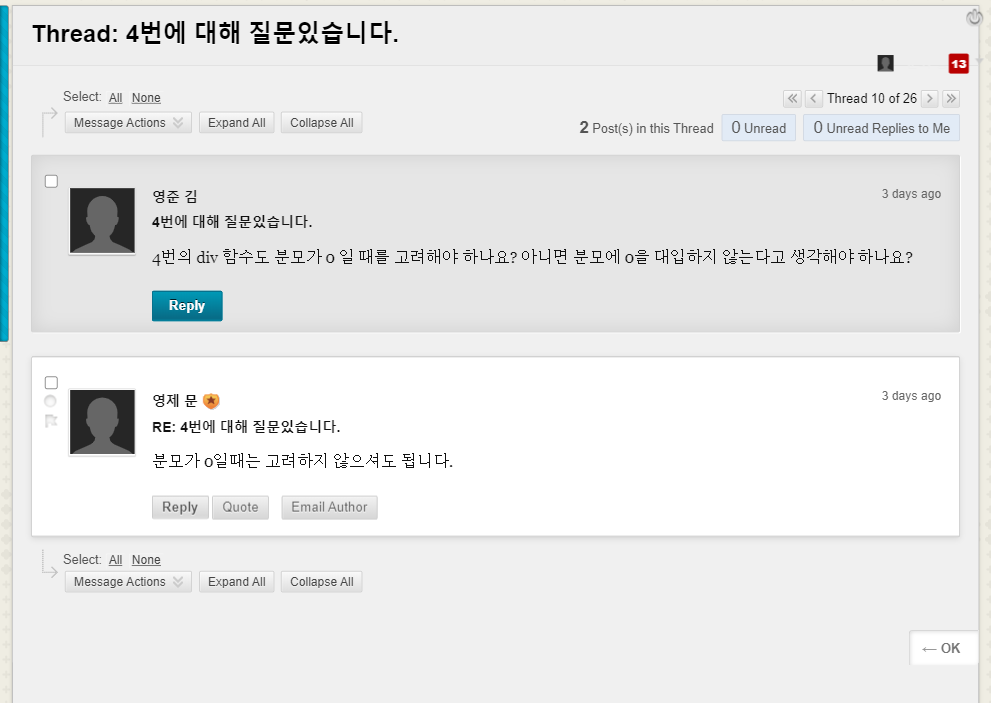 Thread: 4번에 대해 질문있습니다.
13
Select: All None
Thread 10 of 26
Message Actions Expand All Collapse All
2 Post(s) in this Thread 0 Unread 0 Unread Replies to Me
영준 김
3 days ago
4번에 대해 질문있습니다.
4번의 div 함수도 분모가 0 일 때를 고려해야 하나요? 아니면 분모에 0을 대입하지 않는다고 생각해야 하나요?
Reply
영제 문
3 days ago
RE: 4번에 대해 질문있습니다.
분모가 0일때는 고려하지 않으셔도 됩니다.
Reply Quote Email Author
Select: All None
Message Actions Expand All Collapse All
← OK